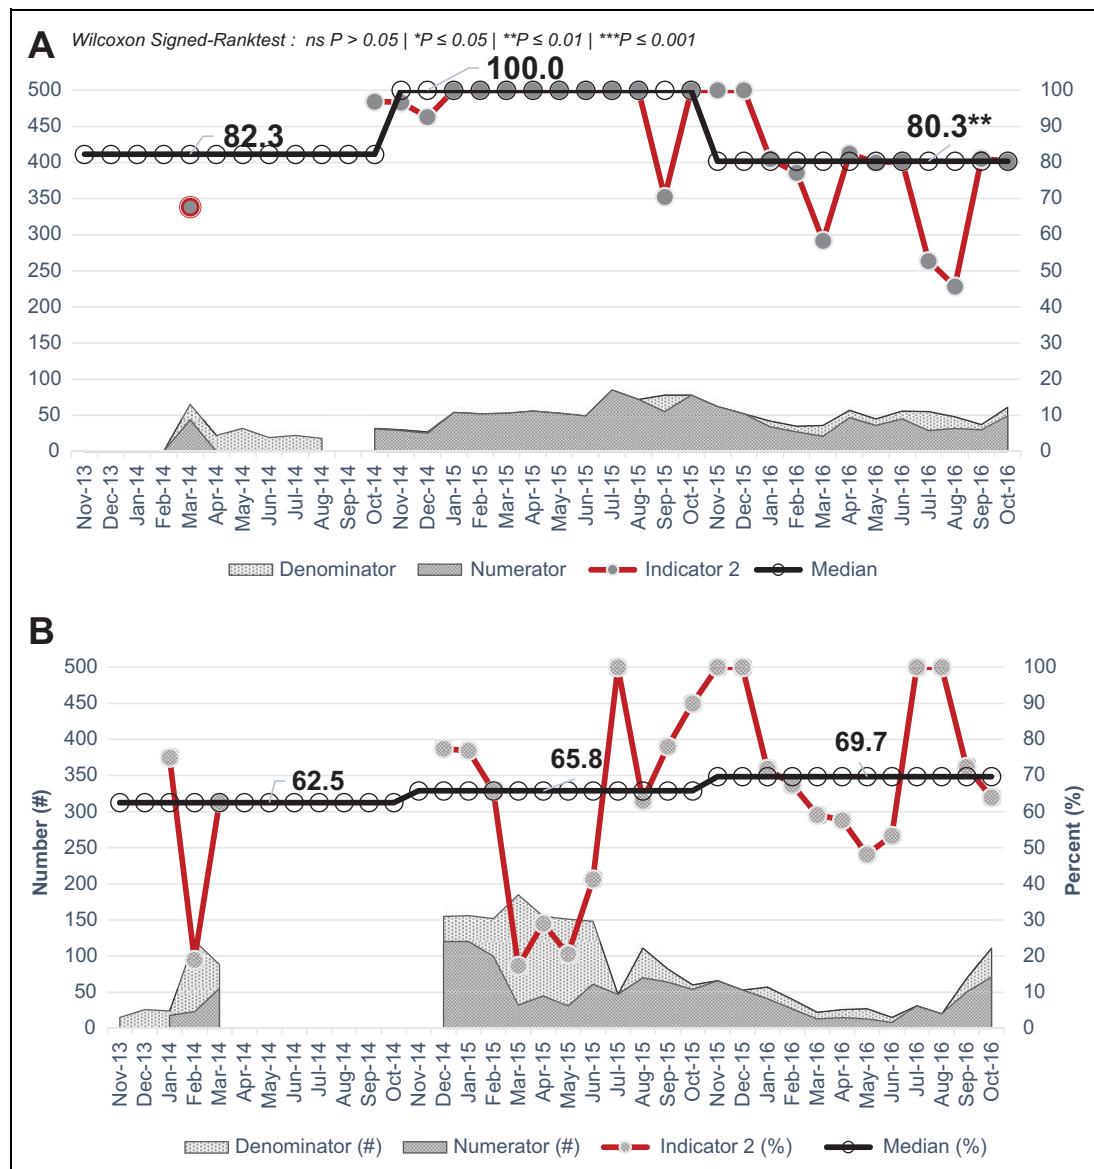 A
Wilcoxon Signed-Ranktest : ns P > 0.05 | *P ≤ 0.05 | **P ≤ 0.01 | ***P ≤ 0.001
500
450
400
350
300
250
200
150
100
50
0
82.3
100.0
80.3**
100
90
80
70
60
50
40
30
20
10
0
Nov-13
Dec-13
Jan-14
Feb-14
Mar-14
Apr-14
May-14
Jun-14
Jul-14
Aug-14
Sep-14
Oct-14
Nov-14
Dec-14
Jan-15
Feb-15
Mar-15
Apr-15
May-15
Jun-15
Jul-15
Aug-15
Sep-15
Oct-15
Nov-15
Dec-15
Jan-16
Feb-16
Mar-16
Apr-16
May-16
Jun-16
Jul-16
Aug-16
Sep-16
Oct-16
Denominator Numerator Indicator 2 Median
B
Number (#)
500
450
400
350
300
250
200
150
100
50
0
62.5
65.8
69.7
100
90
80
70
60
50
40
30
20
10
0
Percent (%)
Nov-13
Dec-13
Jan-14
Feb-14
Mar-14
Apr-14
May-14
Jun-14
Jul-14
Aug-14
Sep-14
Oct-14
Nov-14
Dec-14
Jan-15
Feb-15
Mar-15
Apr-15
May-15
Jun-15
Jul-15
Aug-15
Sep-15
Oct-15
Nov-15
Dec-15
Jan-16
Feb-16
Mar-16
Apr-16
May-16
Jun-16
Jul-16
Aug-16
Sep-16
Oct-16
Denominator (#) Numerator (#) Indicator 2 (%) Median (%)